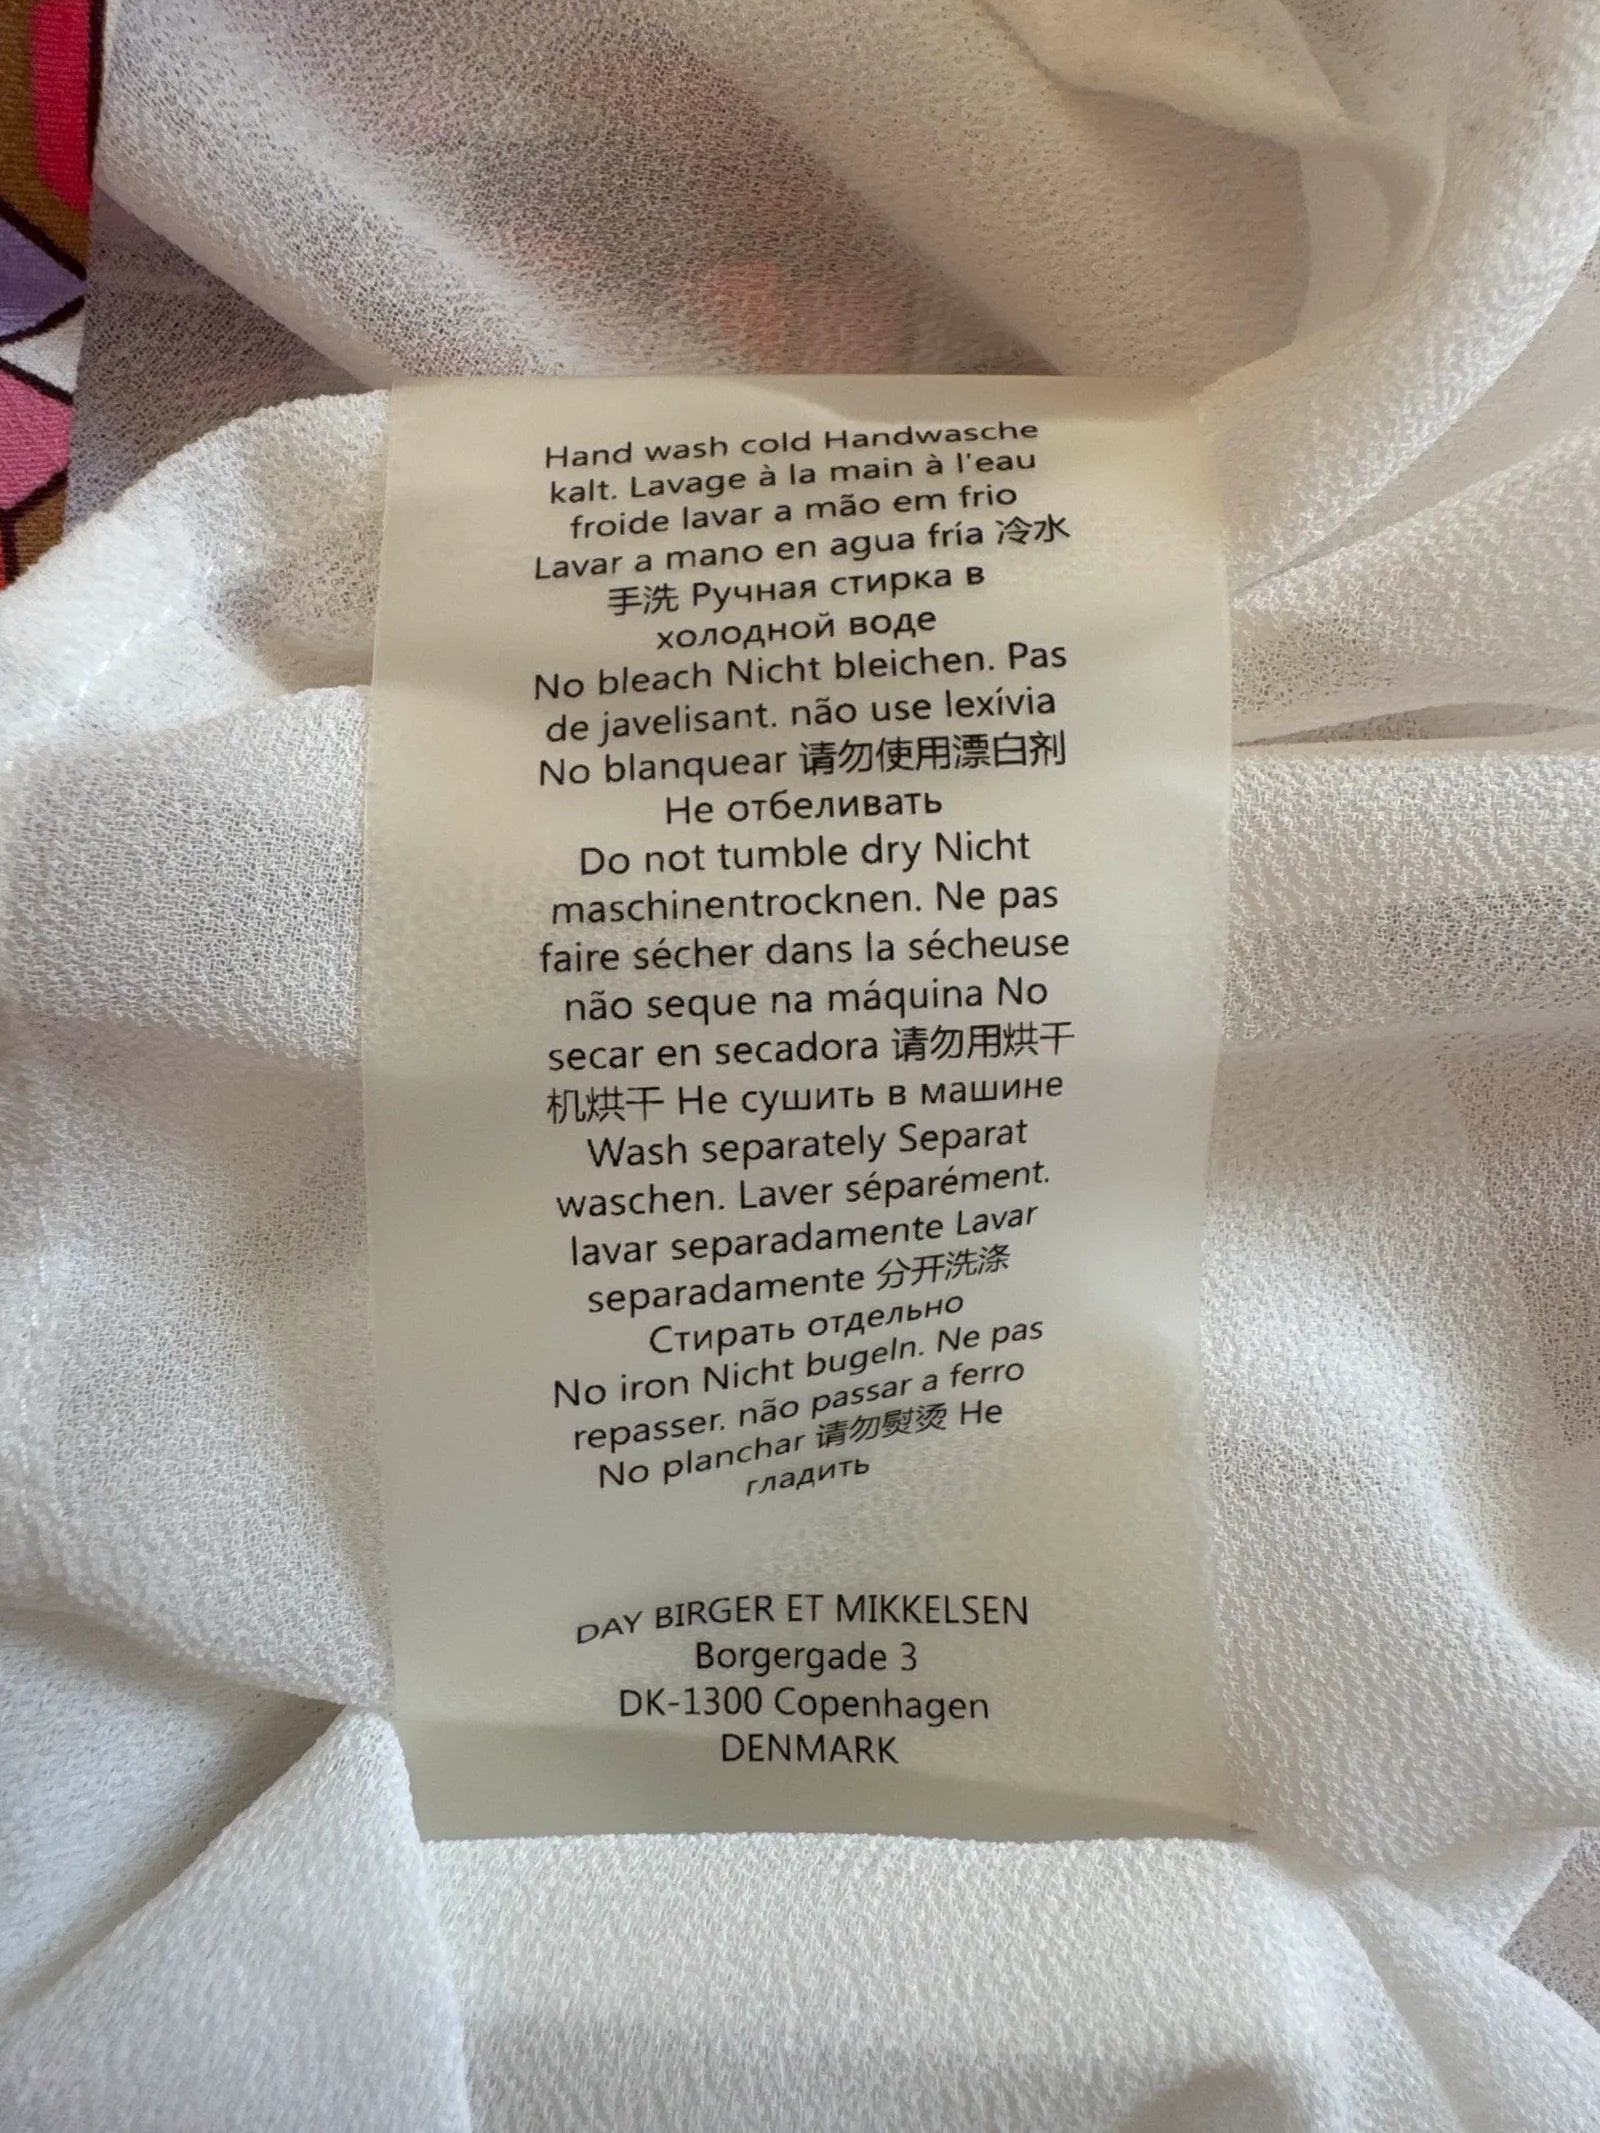 Hand wash cold Handwasche
kalt. Lavage à la main à l'eau
froide lavar a mão em frio
Lavar a mano en agua fría 冷水
手洗 Ручная стирка в
холодной воде
No bleach Nicht bleichen. Pas
de javelisant. não use lexívia
No blanquear 请勿使用漂白剂
Не отбеливать
Do not tumble dry Nicht
maschinentrocknen. Ne pas
faire sécher dans la sécheuse
não seque na máquina No
secar en secadora 请勿用烘干
机烘干 Не сушить в машине
Wash separately Separat
waschen. Laver séparément.
lavar separadamente Lavar
separadamente 分开洗涤
Стирать отдельно
No iron Nicht bugeln. Ne pas
repasser. não passar a ferro
No planchar 请勿熨烫 Не
гладить
DAY BIRGER ET MIKKELSEN
Borgergade 3
DK-1300 Copenhagen
DENMARK